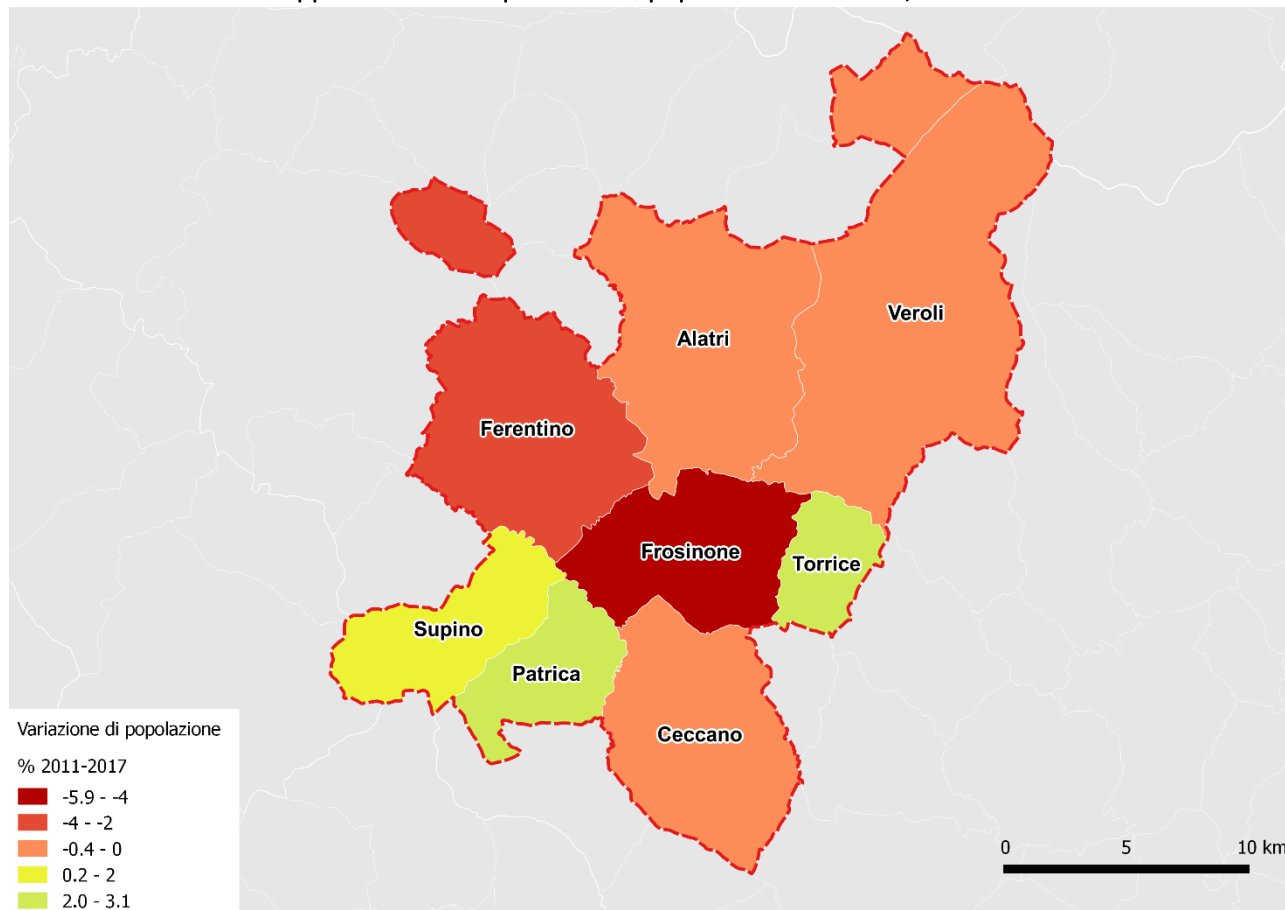 Veroli
Alatri
Ferentino
Frosinone
Torrice
Supino
Patrica
Ceccano
Variazione di popolazione
% 2011-2017
-5.9 - -4
-4 - -2
-0.4 - 0
0.2 - 2
2.0 - 3.1
0 5 10 km